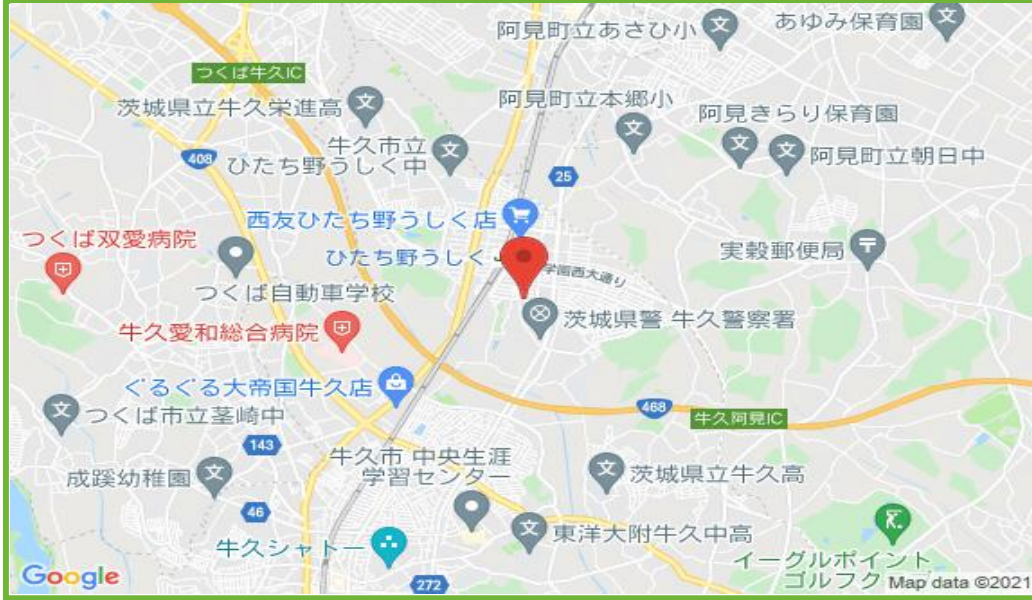 阿見町立あさひ小
あゆみ保育園
つくば牛久IC
茨城県立牛久栄進高
阿見町立本郷小
阿見きらり保育園
牛久市立
ひたち野うしく中
408
阿見町立朝日中
25
西友ひたち野うしく店
つくば双愛病院
ひたち野うしく
実穀郵便局
学園西大通り
つくば自動車学校
茨城県警 牛久警察署
牛久愛和総合病院
ぐるぐる大帝国牛久店
468
つくば市立茎崎中
牛久阿見IC
143
牛久市 中央生涯
学習センター
成蹊幼稚園
茨城県立牛久高
46
東洋大附牛久中高
牛久シャトー
イーグルポイント
ゴルフク
272
Google
Map data ©2021